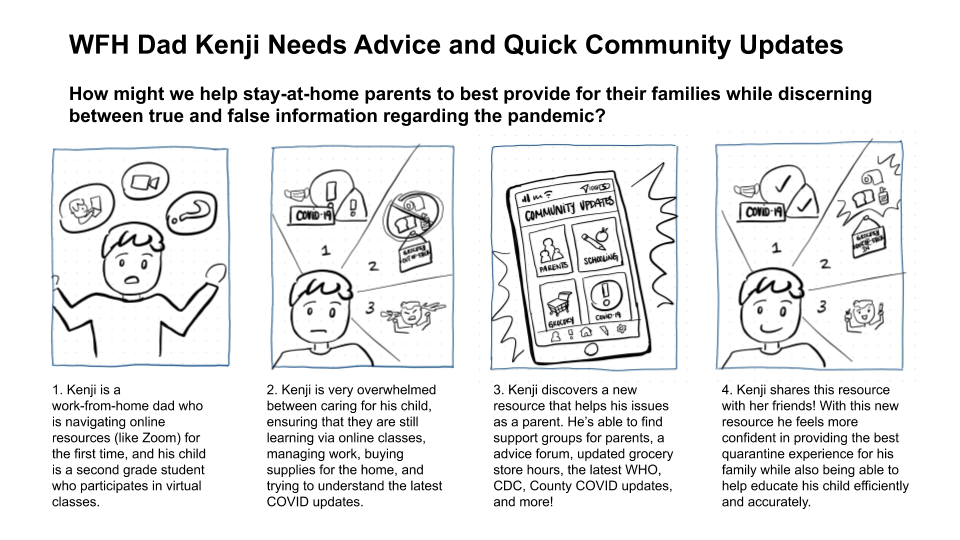 WFH Dad Kenji Needs Advice and Quick Community Updates
How might we help stay-at-home parents to best provide for their families while discerning
between true and false information regarding the pandemic?
COVID-19
1
2
3
GROCERY
COMMUNITY UPDATES
PARENTS
SCHOOLING
GROCERY
COVID-19
COVID-19
1
2
3
GROCERY
1. Kenji is a
work-from-home dad who
is navigating online
resources (like Zoom) for
the first time, and his child
is a second grade student
who participates in virtual
classes.
2. Kenji is very overwhelmed
between caring for his child,
ensuring that they are still
learning via online classes,
managing work, buying
supplies for the home, and
trying to understand the latest
COVID updates.
3. Kenji discovers a new
resource that helps his issues
as a parent. He’s able to find
support groups for parents, a
advice forum, updated grocery
store hours, the latest WHO,
CDC, County COVID updates,
and more!
4. Kenji shares this resource
with her friends! With this new
resource he feels more
confident in providing the best
quarantine experience for his
family while also being able to
help educate his child efficiently
and accurately.